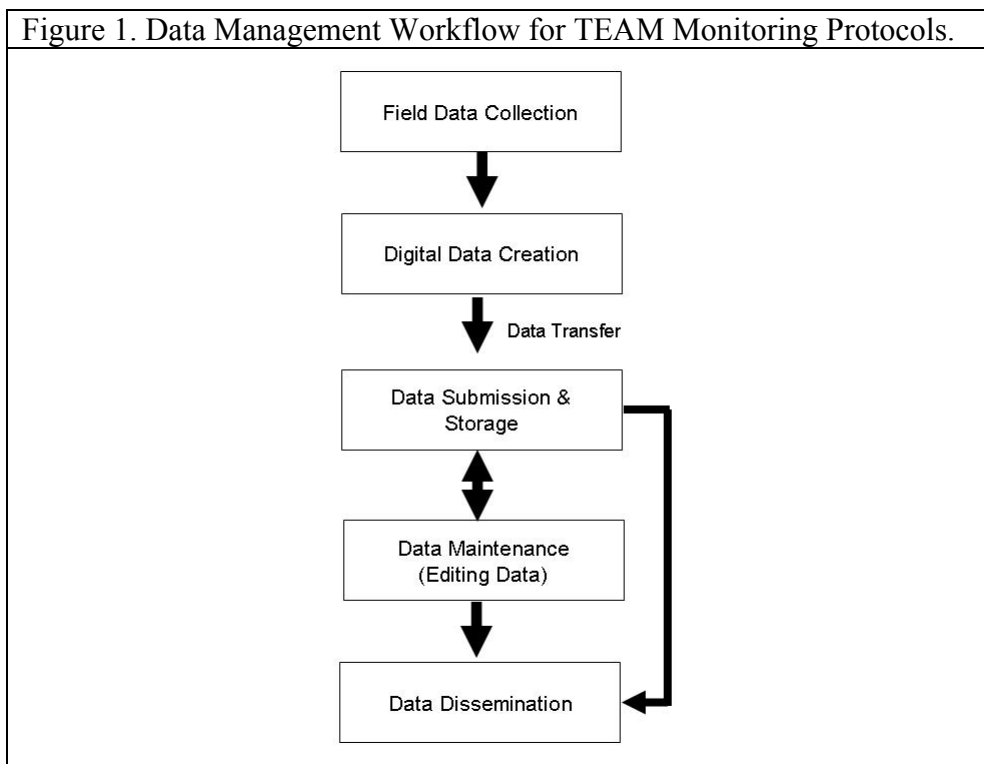 Figure 1. Data Management Workflow for TEAM Monitoring Protocols.
Field Data Collection
Digital Data Creation
Data Transfer
Data Submission &
Storage
Data Maintenance
(Editing Data)
Data Dissemination